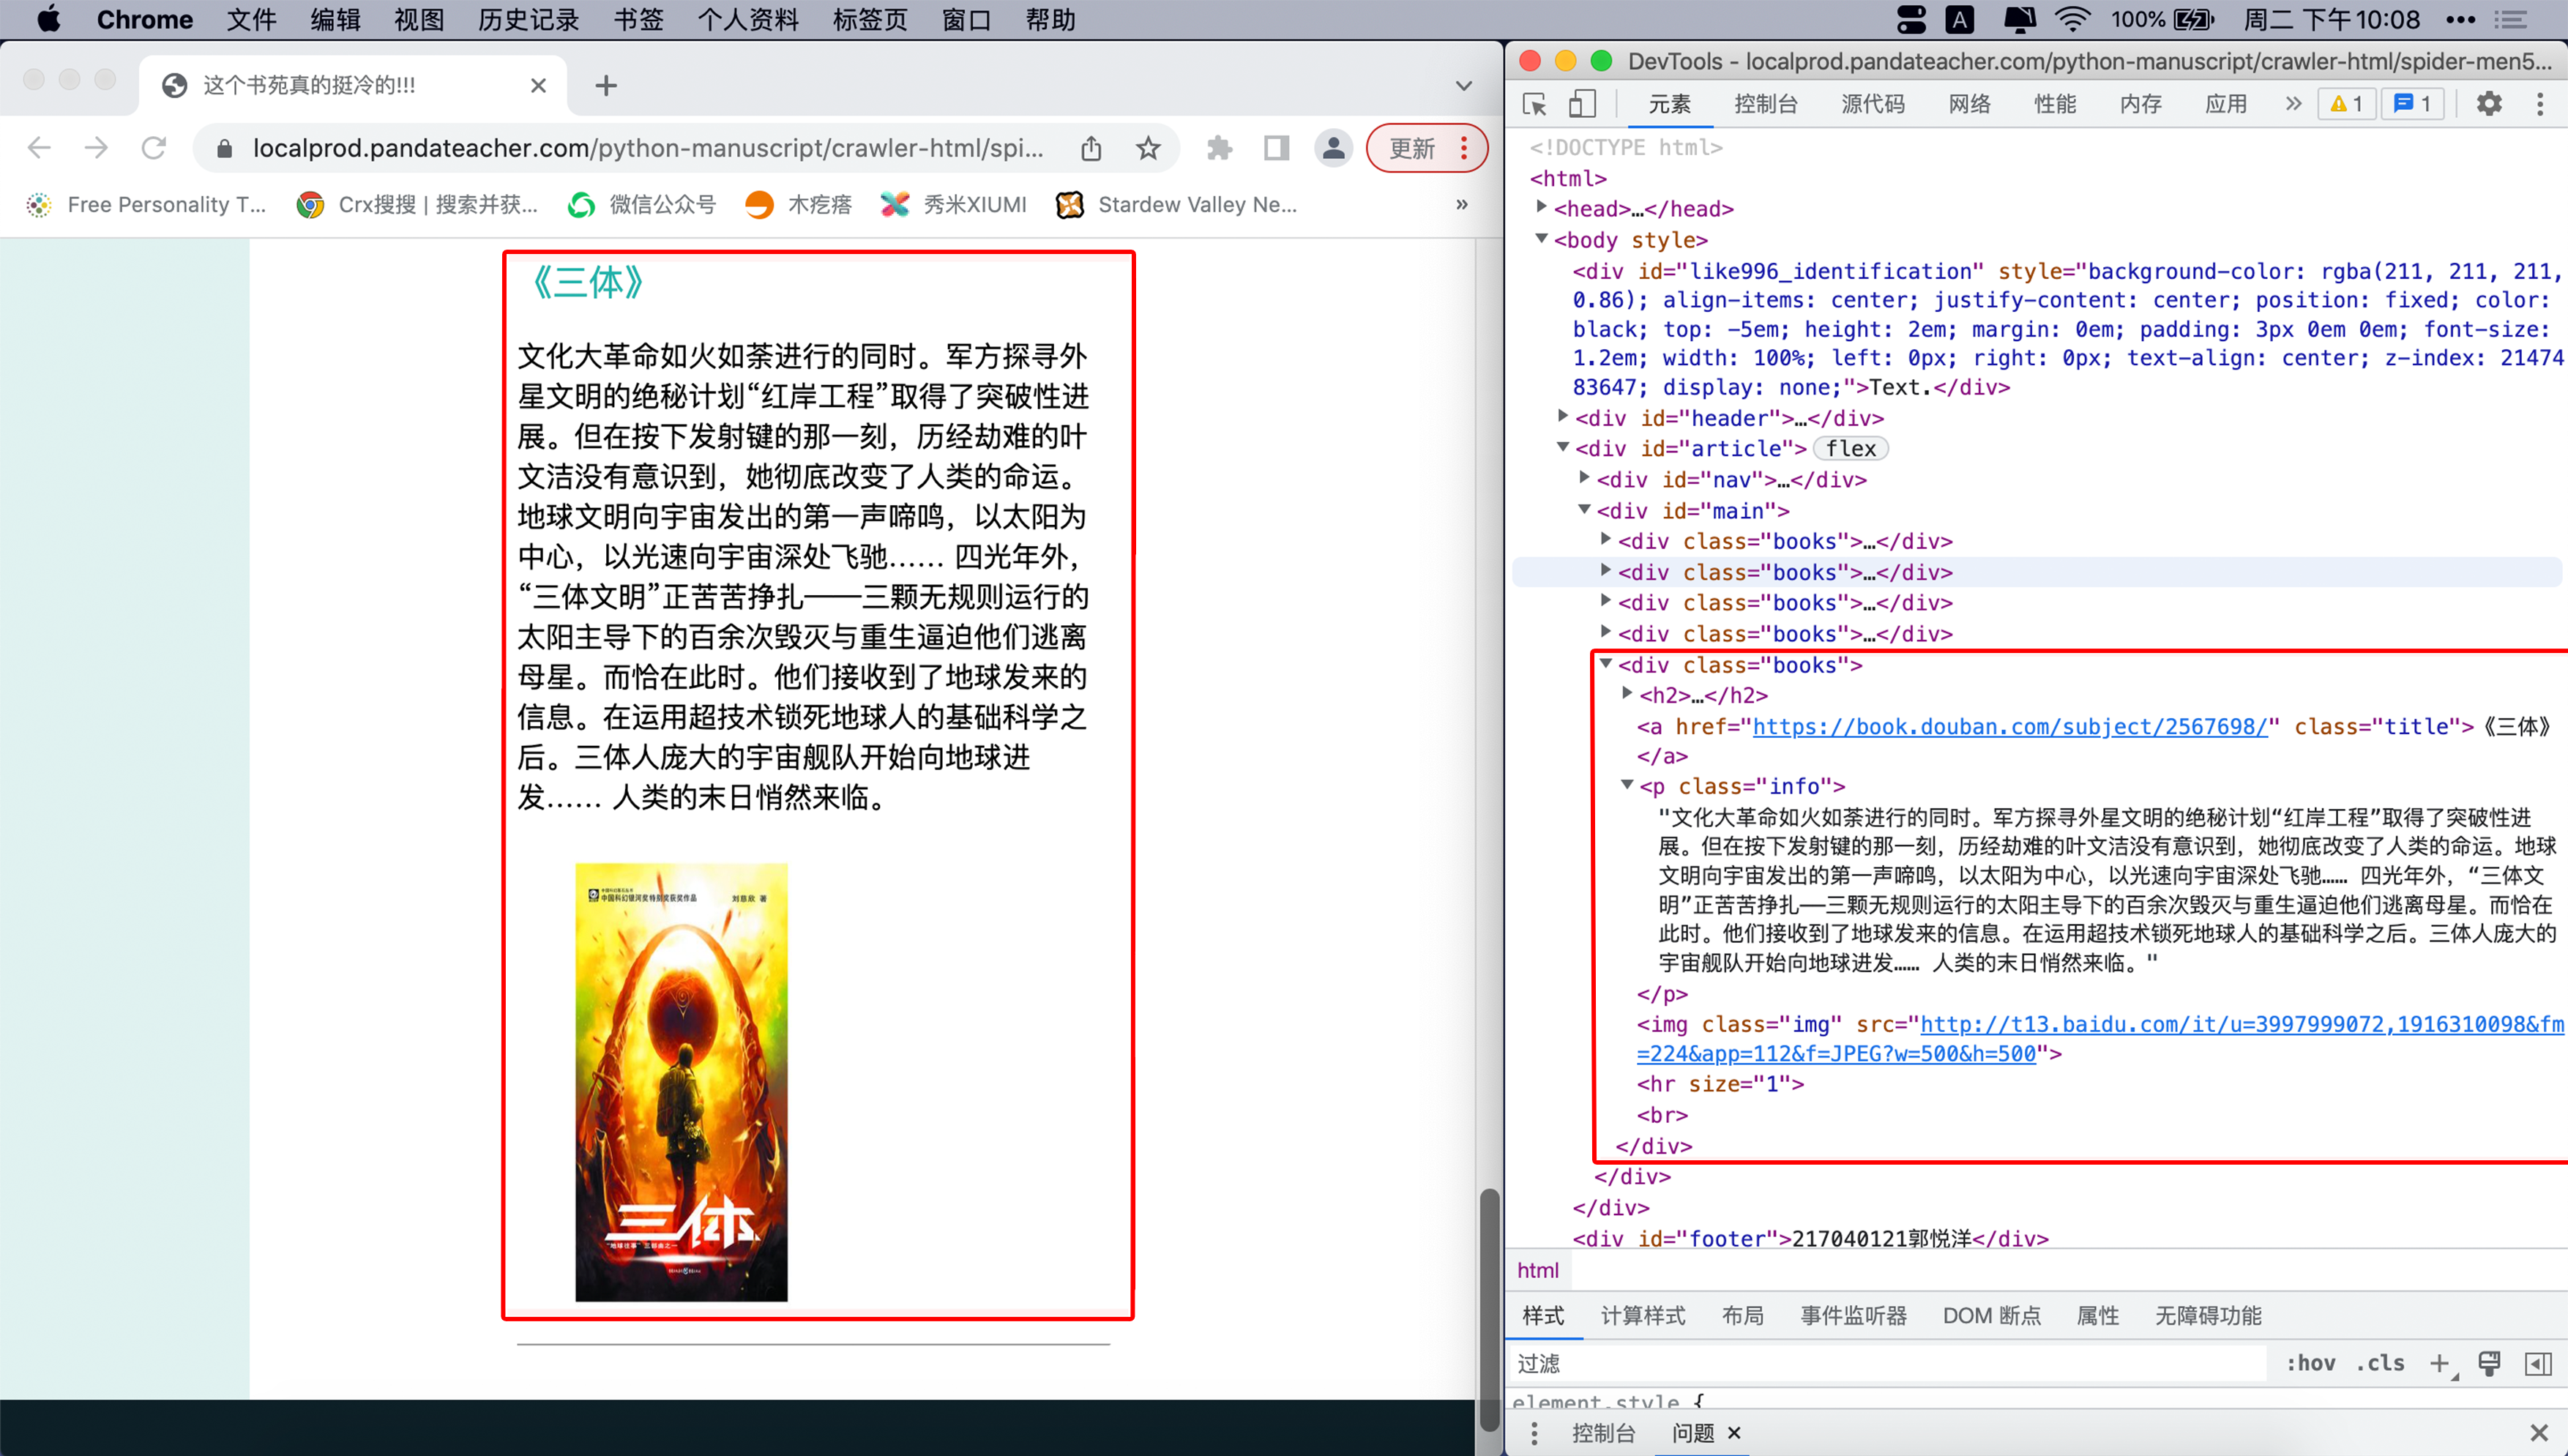 Chrome 文件 编辑 视图 历史记录 书签 个人资料 标签页 窗口 帮助 A 100% 周二 下午10:08
这个书苑真的挺冷的!!!
localprod.pandateacher.com/python-manuscript/crawler-html/spi... 更新
Free Personality T... Crx搜搜 | 搜索并获... 微信公众号 木疙瘩 秀米XIUMI Stardew Valley Ne... »
《三体》
文化大革命如火如荼进行的同时。军方探寻外
星文明的绝秘计划“红岸工程”取得了突破性进
展。但在按下发射键的那一刻，历经劫难的叶
文洁没有意识到，她彻底改变了人类的命运。
地球文明向宇宙发出的第一声啼鸣，以太阳为
中心，以光速向宇宙深处飞驰…… 四光年外，
“三体文明”正苦苦挣扎——三颗无规则运行的
太阳主导下的百余次毁灭与重生逼迫他们逃离
母星。而恰在此时。他们接收到了地球发来的
信息。在运用超技术锁死地球人的基础科学之
后。三体人庞大的宇宙舰队开始向地球进
发…… 人类的末日悄然来临。
中国科幻银河奖特别奖获奖作品 刘慈欣 著
三体
“地球往事”三部曲之一
DevTools - localprod.pandateacher.com/python-manuscript/crawler-html/spider-men5...
元素 控制台 源代码 网络 性能 内存 应用 » 1 1
<!DOCTYPE html>
<html>
<head>…</head>
<body style>
<div id="like996_identification" style="background-color: rgba(211, 211, 211,
0.86); align-items: center; justify-content: center; position: fixed; color:
black; top: -5em; height: 2em; margin: 0em; padding: 3px 0em 0em; font-size:
1.2em; width: 100%; left: 0px; right: 0px; text-align: center; z-index: 21474
83647; display: none;">Text.</div>
<div id="header">…</div>
<div id="article"> flex
<div id="nav">…</div>
<div id="main">
<div class="books">…</div>
<div class="books">…</div>
<div class="books">…</div>
<div class="books">…</div>
<div class="books">
<h2>…</h2>
<a href="https://book.douban.com/subject/2567698/" class="title">《三体》
</a>
<p class="info">
"文化大革命如火如荼进行的同时。军方探寻外星文明的绝秘计划“红岸工程”取得了突破性进
展。但在按下发射键的那一刻，历经劫难的叶文洁没有意识到，她彻底改变了人类的命运。地球
文明向宇宙发出的第一声啼鸣，以太阳为中心，以光速向宇宙深处飞驰…… 四光年外，“三体文
明”正苦苦挣扎——三颗无规则运行的太阳主导下的百余次毁灭与重生逼迫他们逃离母星。而恰在
此时。他们接收到了地球发来的信息。在运用超技术锁死地球人的基础科学之后。三体人庞大的
宇宙舰队开始向地球进发…… 人类的末日悄然来临。"
</p>
<img class="img" src="http://t13.baidu.com/it/u=3997999072,1916310098&fm
=224&app=112&f=JPEG?w=500&h=500">
<hr size="1">
<br>
</div>
</div>
</div>
<div id="footer">217040121郭悦洋</div>
html
样式 计算样式 布局 事件监听器 DOM 断点 属性 无障碍功能
过滤 :hov .cls +
element.style {
控制台 问题